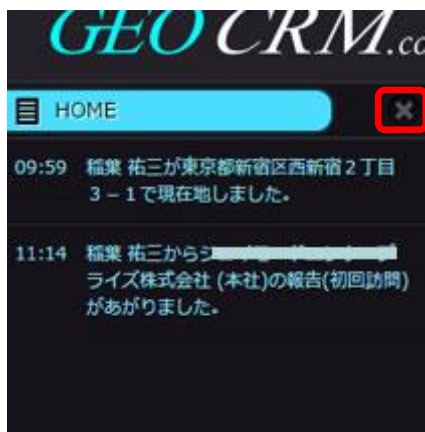 GEO CRM.co
HOME
09:59 稲葉 祐三が東京都新宿区西新宿２丁目
３－１で現在地しました。
11:14 稲葉 祐三から
ライズ株式会社 (本社)の報告(初回訪問)
があがりました。